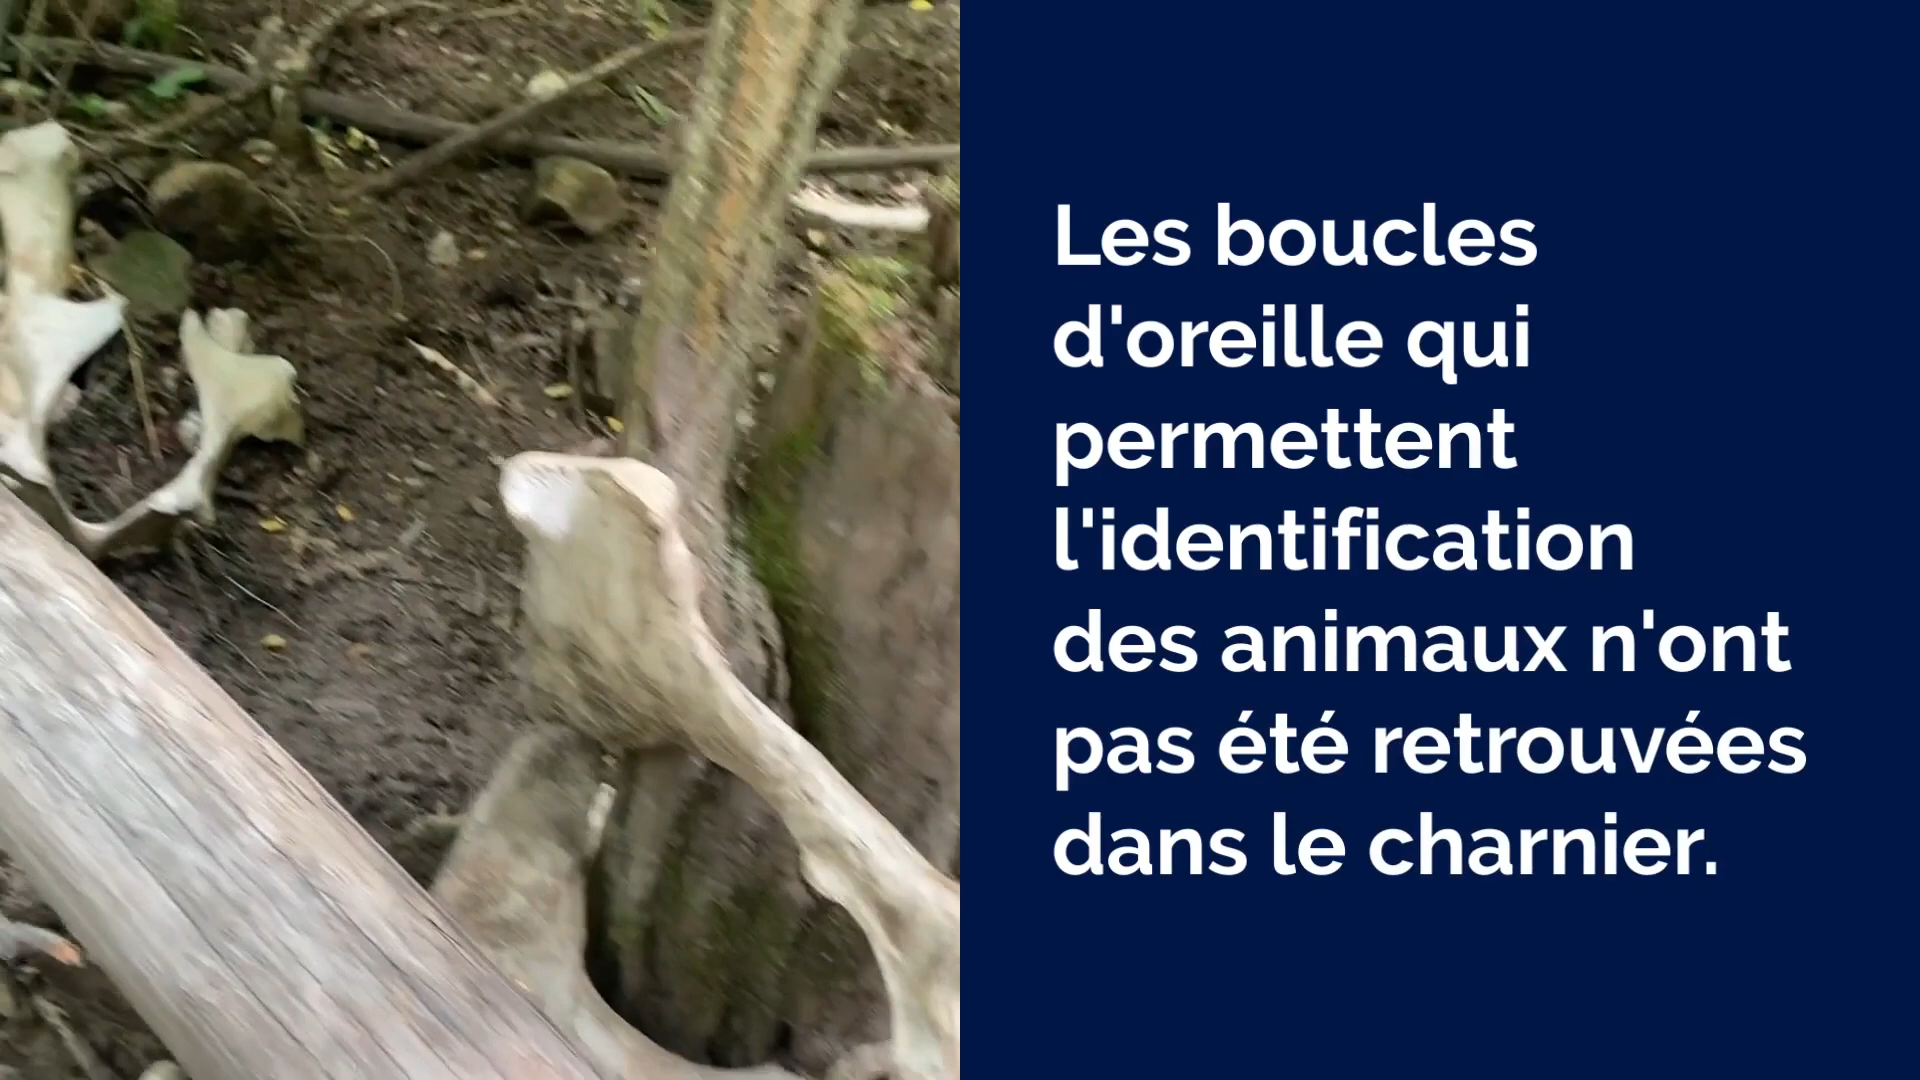 Les boucles
d'oreille qui
permettent
l'identification
des animaux n'ont
pas été retrouvées
dans le charnier.